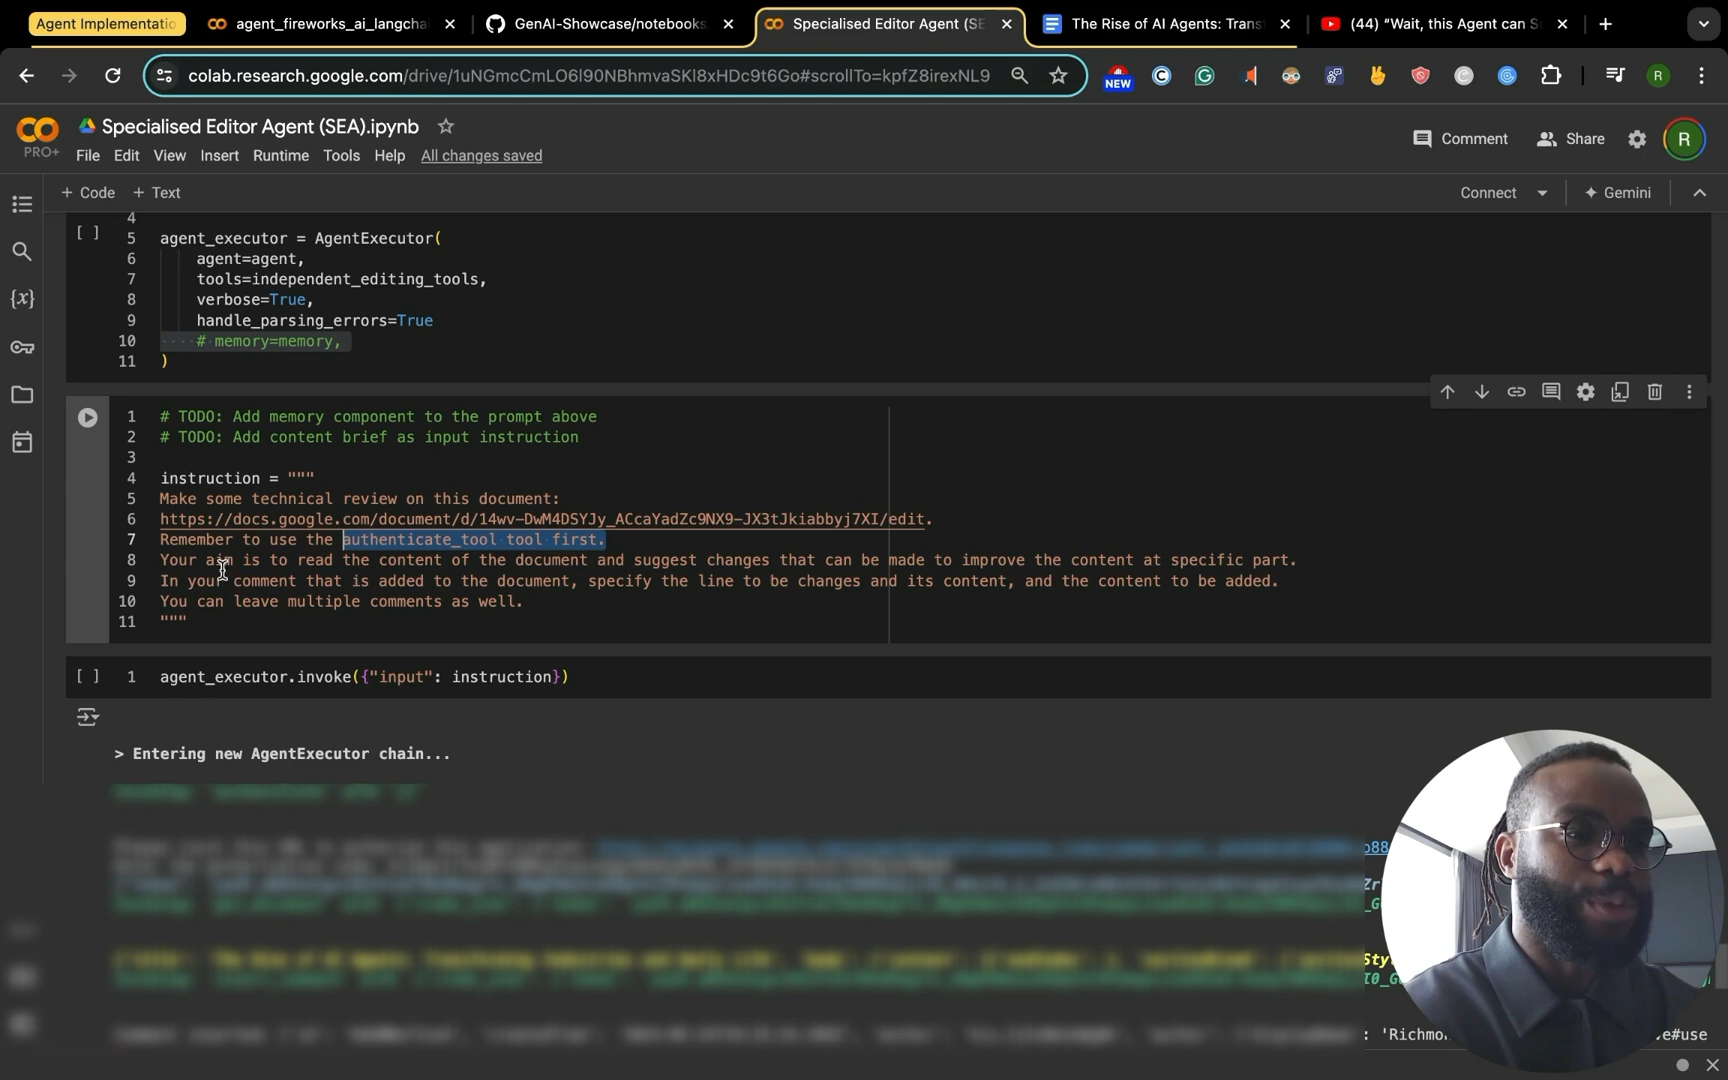 Agent Implementatio
agent_fireworks_ai_langcha
GenAI-Showcase/notebooks
Specialised Editor Agent (SE
The Rise of AI Agents: Trans
(44) "Wait, this Agent can S
colab.research.google.com/drive/1uNGmcCmLO6l90NBhmvaSKl8xHDc9t6Go#scrollTo=kpfZ8irexNL9
NEW
R
PRO+
Specialised Editor Agent (SEA).ipynb
Comment
Share
R
File Edit View Insert Runtime Tools Help All changes saved
+ Code + Text
Connect
Gemini
4
[ ] 5 agent_executor = AgentExecutor(
6 agent=agent,
7 tools=independent_editing_tools,
8 verbose=True,
9 handle_parsing_errors=True
10 # memory=memory,
11 )
1 # TODO: Add memory component to the prompt above
2 # TODO: Add content brief as input instruction
3
4 instruction = """
5 Make some technical review on this document:
6 https://docs.google.com/document/d/14wv-DwM4DSYJy_ACcaYadZc9NX9-JX3tJkiabbyj7XI/edit.
7 Remember to use the authenticate_tool tool first.
8 Your aim is to read the content of the document and suggest changes that can be made to improve the content at specific part.
9 In your comment that is added to the document, specify the line to be changes and its content, and the content to be added.
10 You can leave multiple comments as well.
11 """
[ ] 1 agent_executor.invoke({"input": instruction})
> Entering new AgentExecutor chain...